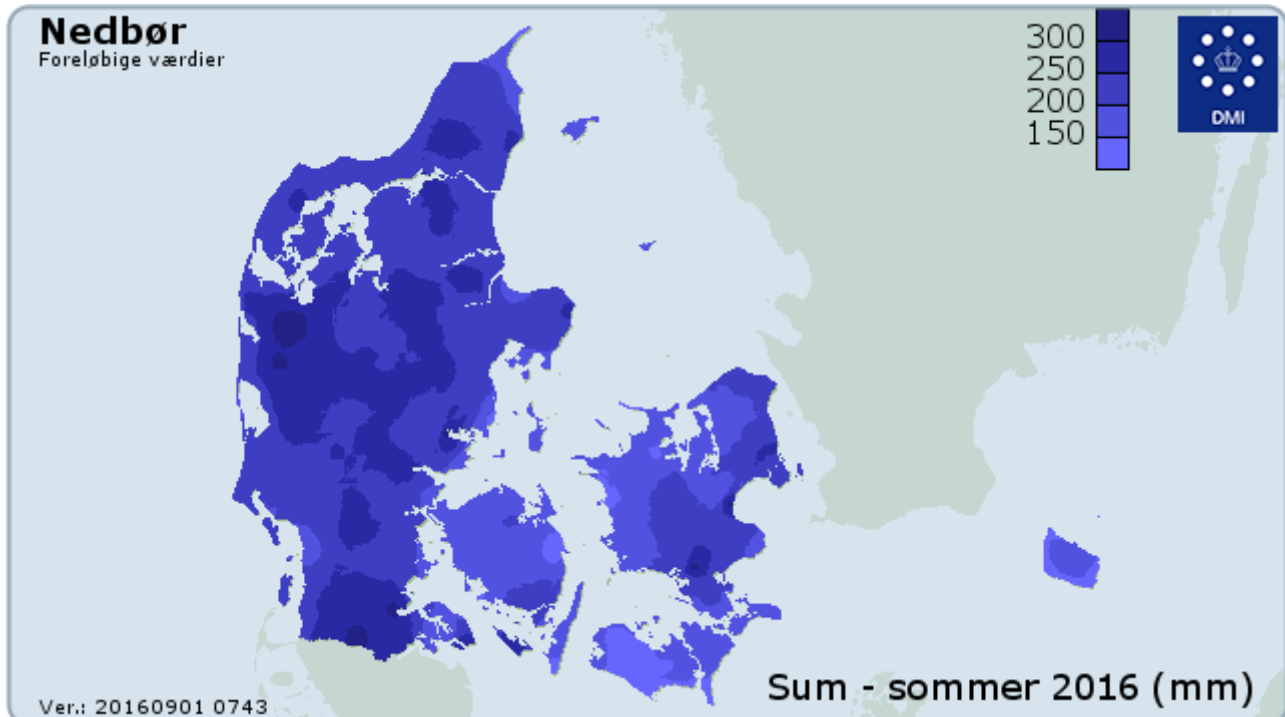 Nedbør
Foreløbige værdier
300
250
200
150
DMI
Sum - sommer 2016 (mm)
Ver.: 20160901 0743